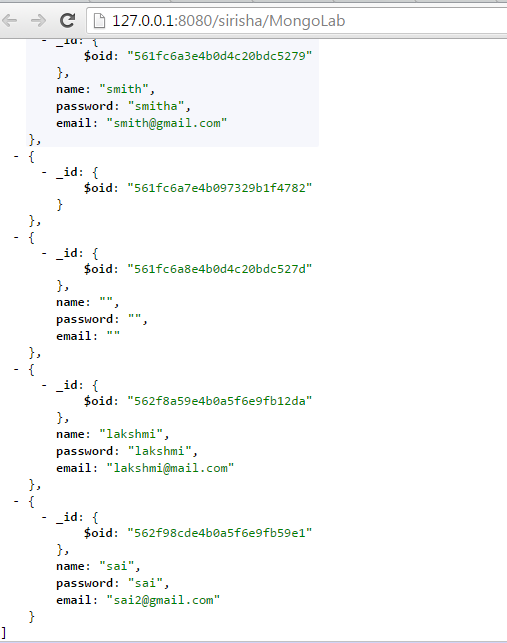 127.0.0.1:8080/sirisha/MongoLab
- _id: {
$oid: "561fc6a3e4b0d4c20bdc5279"
},
name: "smith",
password: "smitha",
email: "smith@gmail.com"
},
- {
- _id: {
$oid: "561fc6a7e4b097329b1f4782"
}
},
- {
- _id: {
$oid: "561fc6a8e4b0d4c20bdc527d"
},
name: "",
password: "",
email: ""
},
- {
- _id: {
$oid: "562f8a59e4b0a5f6e9fb12da"
},
name: "lakshmi",
password: "lakshmi",
email: "lakshmi@mail.com"
},
- {
- _id: {
$oid: "562f98cde4b0a5f6e9fb59e1"
},
name: "sai",
password: "sai",
email: "sai2@gmail.com"
}
]